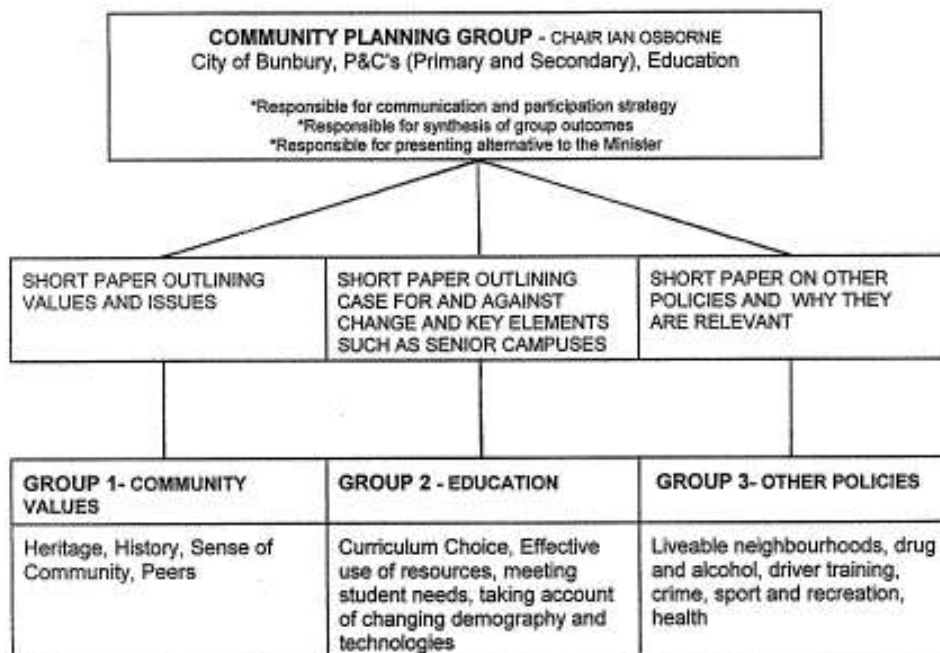 COMMUNITY PLANNING GROUP - CHAIR IAN OSBORNE
City of Bunbury, P&C's (Primary and Secondary), Education
*Responsible for communication and participation strategy
*Responsible for synthesis of group outcomes
*Responsible for presenting alternative to the Minister
SHORT PAPER OUTLINING
VALUES AND ISSUES
SHORT PAPER OUTLINING
CASE FOR AND AGAINST
CHANGE AND KEY ELEMENTS
SUCH AS SENIOR CAMPUSES
SHORT PAPER ON OTHER
POLICIES AND WHY THEY
ARE RELEVANT
GROUP 1- COMMUNITY
VALUES
Heritage, History, Sense of
Community, Peers
GROUP 2 - EDUCATION
Curriculum Choice, Effective
use of resources, meeting
student needs, taking account
of changing demography and
technologies
GROUP 3- OTHER POLICIES
Liveable neighbourhoods, drug
and alcohol, driver training,
crime, sport and recreation,
health